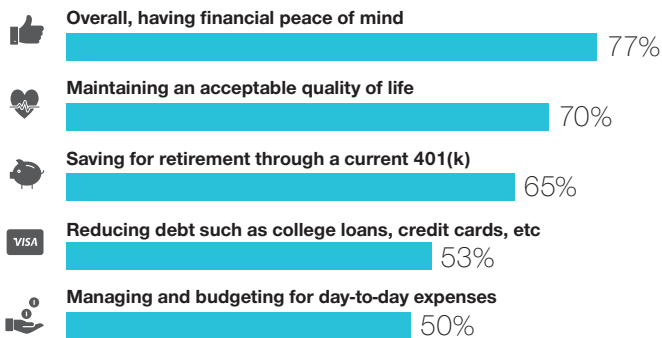 Overall, having financial peace of mind
77%
Maintaining an acceptable quality of life
70%
Saving for retirement through a current 401(k)
65%
Reducing debt such as college loans, credit cards, etc
VISA
53%
Managing and budgeting for day-to-day expenses
50%